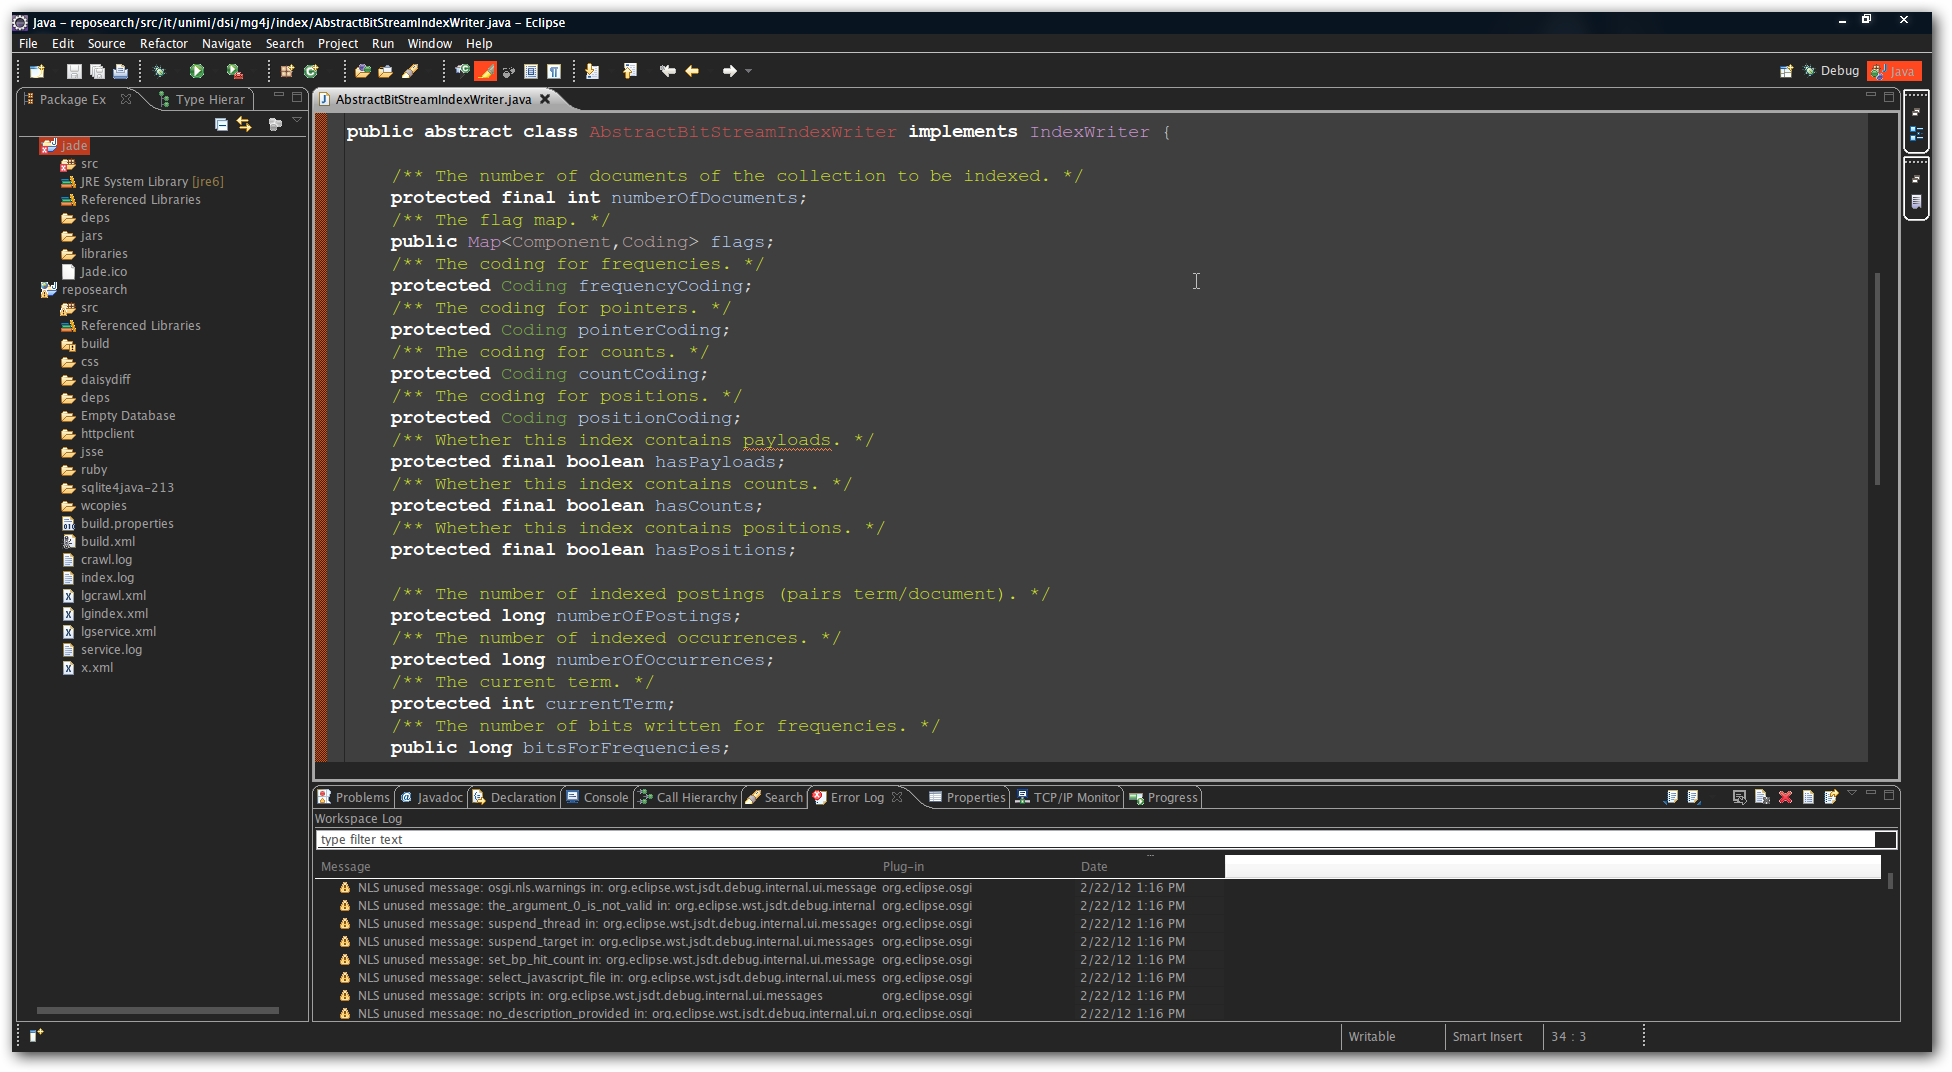 Java – reposearch/src/it/unimi/dsi/mg4j/index/AbstractBitStreamIndexWriter.java – Eclipse
File Edit Source Refactor Navigate Search Project Run Window Help
Debug Java
Package Ex Type Hierar
Jade
src
JRE System Library [jre6]
Referenced Libraries
deps
jars
libraries
Jade.ico
reposearch
src
Referenced Libraries
build
css
daisydiff
deps
Empty Database
httpclient
jsse
ruby
sqlite4java-213
wcopies
build.properties
build.xml
crawl.log
index.log
lgcrawl.xml
lgindex.xml
lgservice.xml
service.log
x.xml
AbstractBitStreamIndexWriter.java
public abstract class AbstractBitStreamIndexWriter implements IndexWriter {
/** The number of documents of the collection to be indexed. */
protected final int numberOfDocuments;
/** The flag map. */
public Map<Component,Coding> flags;
/** The coding for frequencies. */
protected Coding frequencyCoding;
/** The coding for pointers. */
protected Coding pointerCoding;
/** The coding for counts. */
protected Coding countCoding;
/** The coding for positions. */
protected Coding positionCoding;
/** Whether this index contains payloads. */
protected final boolean hasPayloads;
/** Whether this index contains counts. */
protected final boolean hasCounts;
/** Whether this index contains positions. */
protected final boolean hasPositions;
/** The number of indexed postings (pairs term/document). */
protected long numberOfPostings;
/** The number of indexed occurrences. */
protected long numberOfOccurrences;
/** The current term. */
protected int currentTerm;
/** The number of bits written for frequencies. */
public long bitsForFrequencies;
Problems Javadoc Declaration Console Call Hierarchy Search Error Log Properties TCP/IP Monitor Progress
Workspace Log
type filter text
Message Plug-in Date
NLS unused message: osgi.nls.warnings in: org.eclipse.wst.jsdt.debug.internal.ui.message org.eclipse.osgi 2/22/12 1:16 PM
NLS unused message: the_argument_0_is_not_valid in: org.eclipse.wst.jsdt.debug.internal org.eclipse.osgi 2/22/12 1:16 PM
NLS unused message: suspend_thread in: org.eclipse.wst.jsdt.debug.internal.ui.messages org.eclipse.osgi 2/22/12 1:16 PM
NLS unused message: suspend_target in: org.eclipse.wst.jsdt.debug.internal.ui.messages org.eclipse.osgi 2/22/12 1:16 PM
NLS unused message: set_bp_hit_count in: org.eclipse.wst.jsdt.debug.internal.ui.message org.eclipse.osgi 2/22/12 1:16 PM
NLS unused message: select_javascript_file in: org.eclipse.wst.jsdt.debug.internal.ui.mess org.eclipse.osgi 2/22/12 1:16 PM
NLS unused message: scripts in: org.eclipse.wst.jsdt.debug.internal.ui.messages org.eclipse.osgi 2/22/12 1:16 PM
NLS unused message: no_description_provided in: org.eclipse.wst.jsdt.debug.internal.ui.n org.eclipse.osgi 2/22/12 1:16 PM
Writable Smart Insert 34 : 3